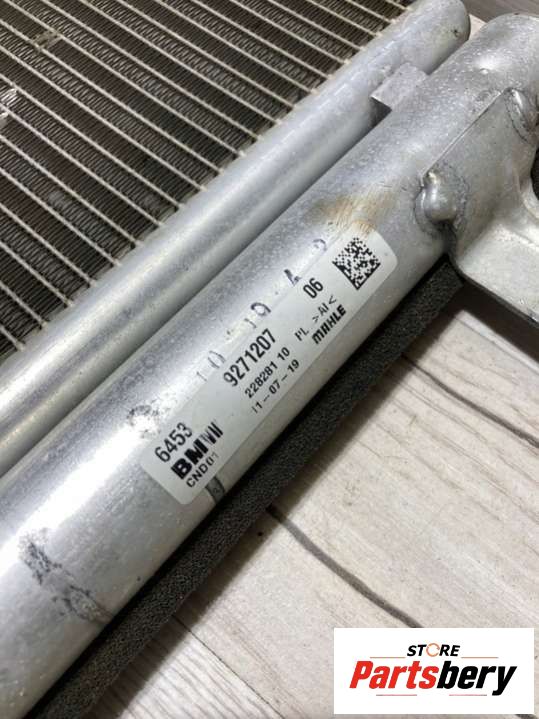 6453 9271207 06
BMW 228281 10 PL >Al<
CND01 11-07-19 MAHLE
STORE
Partsbery